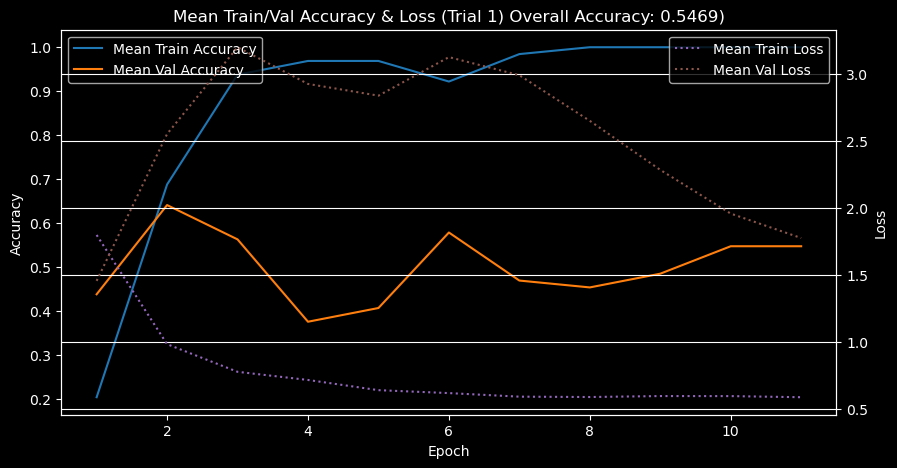 Mean Train/Val Accuracy & Loss (Trial 1) Overall Accuracy: 0.5469)
Mean Train Accuracy
Mean Val Accuracy
Mean Train Loss
Mean Val Loss
1.0
0.9
0.8
0.7
0.6
0.5
0.4
0.3
0.2
Accuracy
3.0
2.5
2.0
1.5
1.0
0.5
Loss
2 4 6 8 10
Epoch